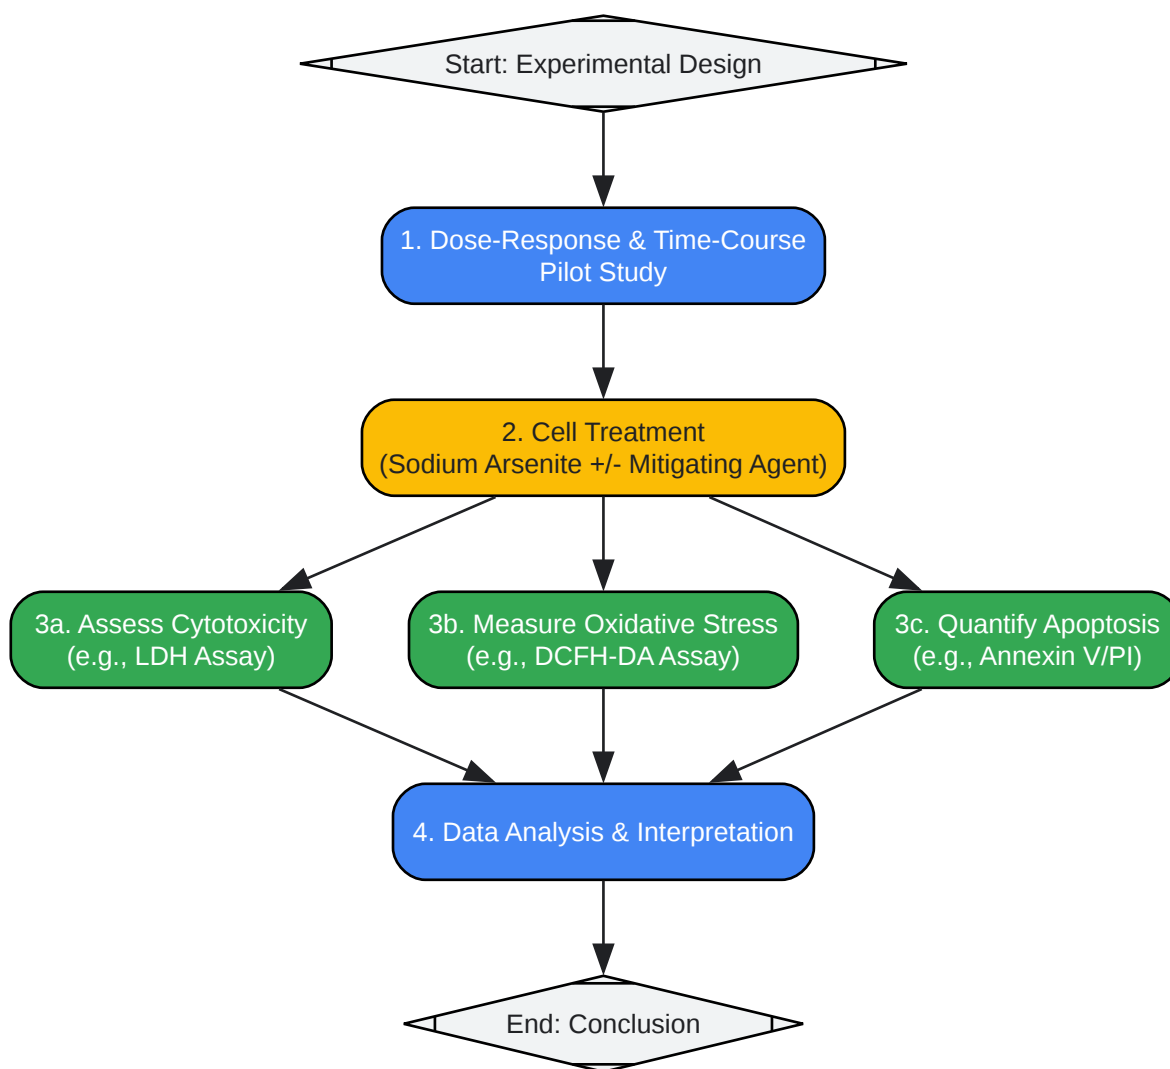 Start: Experimental Design
1. Dose-Response & Time-Course
Pilot Study
2. Cell Treatment
(Sodium Arsenite +/- Mitigating Agent)
3a. Assess Cytotoxicity
(e.g., LDH Assay)
3b. Measure Oxidative Stress
(e.g., DCFH-DA Assay)
3c. Quantify Apoptosis
(e.g., Annexin V/PI)
4. Data Analysis & Interpretation
End: Conclusion